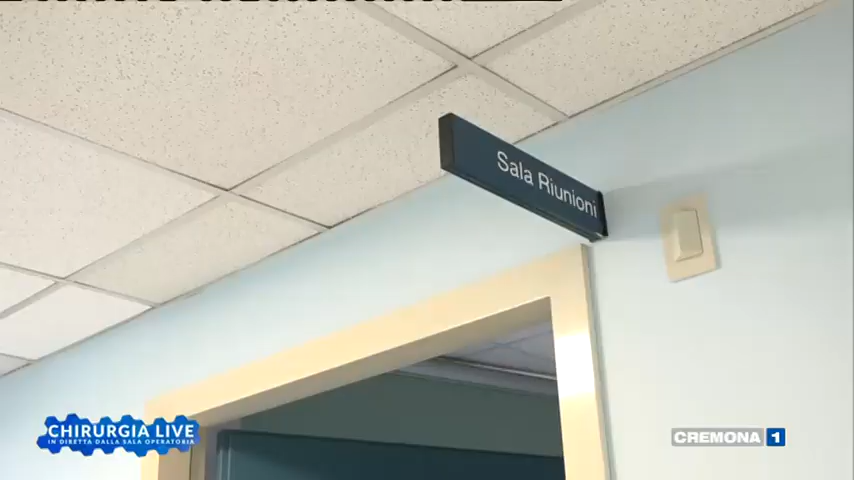 Sala Riunioni
CHIRURGIA LIVE
IN DIRETTA DALLA SALA OPERATORIA
CREMONA 1